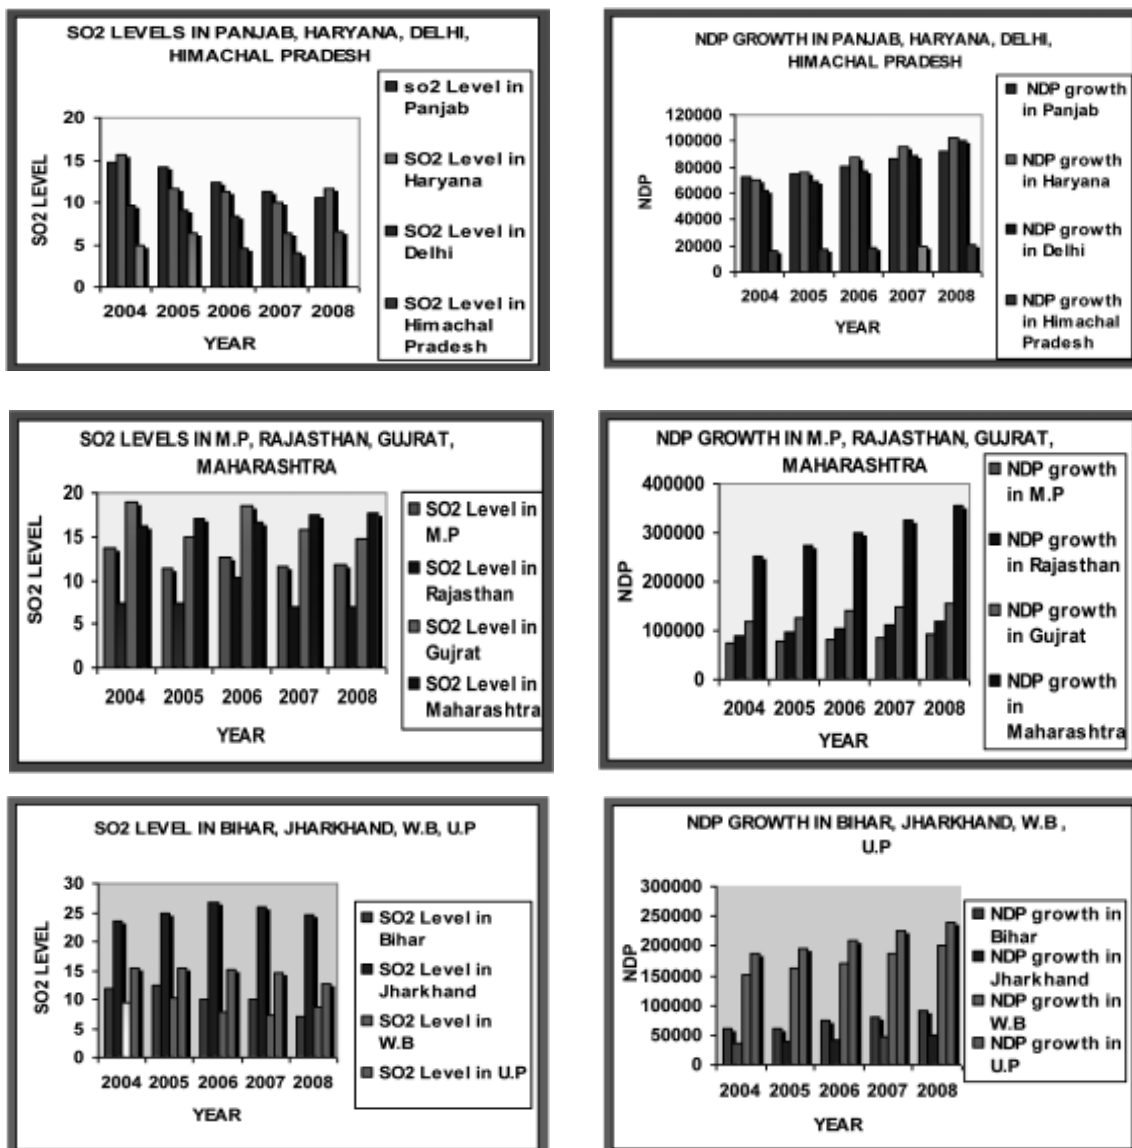 SO2 LEVELS IN PANJAB, HARYANA, DELHI,
HIMACHAL PRADESH
SO2 LEVEL
20
15
10
5
0
2004 2005 2006 2007 2008
YEAR
so2 Level in
Panjab
SO2 Level in
Haryana
SO2 Level in
Delhi
SO2 Level in
Himachal
Pradesh
NDP GROWTH IN PANJAB, HARYANA, DELHI,
HIMACHAL PRADESH
NDP
120000
100000
80000
60000
40000
20000
0
2004 2005 2006 2007 2008
YEAR
NDP growth
in Panjab
NDP growth
in Haryana
NDP growth
in Delhi
NDP growth
in Himachal
Pradesh
SO2 LEVELS IN M.P, RAJASTHAN, GUJRAT,
MAHARASHTRA
SO2 LEVEL
20
15
10
5
0
2004 2005 2006 2007 2008
YEAR
SO2 Level in
M.P
SO2 Level in
Rajasthan
SO2 Level in
Gujrat
SO2 Level in
Maharashtra
NDP GROWTH IN M.P, RAJASTHAN, GUJRAT,
MAHARASHTRA
NDP
400000
300000
200000
100000
0
2004 2005 2006 2007 2008
YEAR
NDP growth
in M.P
NDP growth
in Rajasthan
NDP growth
in Gujrat
NDP growth
in
Maharashtra
SO2 LEVEL IN BIHAR, JHARKHAND, W.B, U.P
SO2 LEVEL
30
25
20
15
10
5
0
2004 2005 2006 2007 2008
YEAR
SO2 Level in
Bihar
SO2 Level in
Jharkhand
SO2 Level in
W.B
SO2 Level in U.P
NDP GROWTH IN BIHAR, JHARKHAND, W.B ,
U.P
NDP
300000
250000
200000
150000
100000
50000
0
2004 2005 2006 2007 2008
YEAR
NDP growth in
Bihar
NDP growth in
Jharkhand
NDP growth in
W.B
NDP growth in
U.P